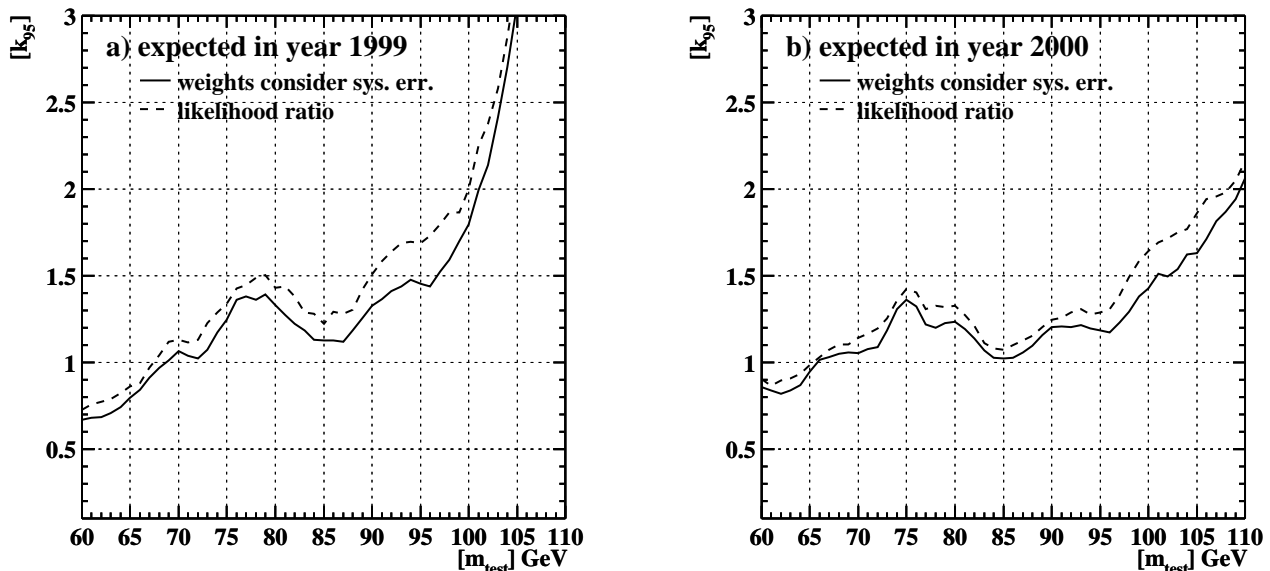 [k95]
3
2.5
2
1.5
1
0.5
a) expected in year 1999
weights consider sys. err.
likelihood ratio
60 65 70 75 80 85 90 95 100 105 110
[mtest] GeV
[k95]
3
2.5
2
1.5
1
0.5
b) expected in year 2000
weights consider sys. err.
likelihood ratio
60 65 70 75 80 85 90 95 100 105 110
[mtest] GeV